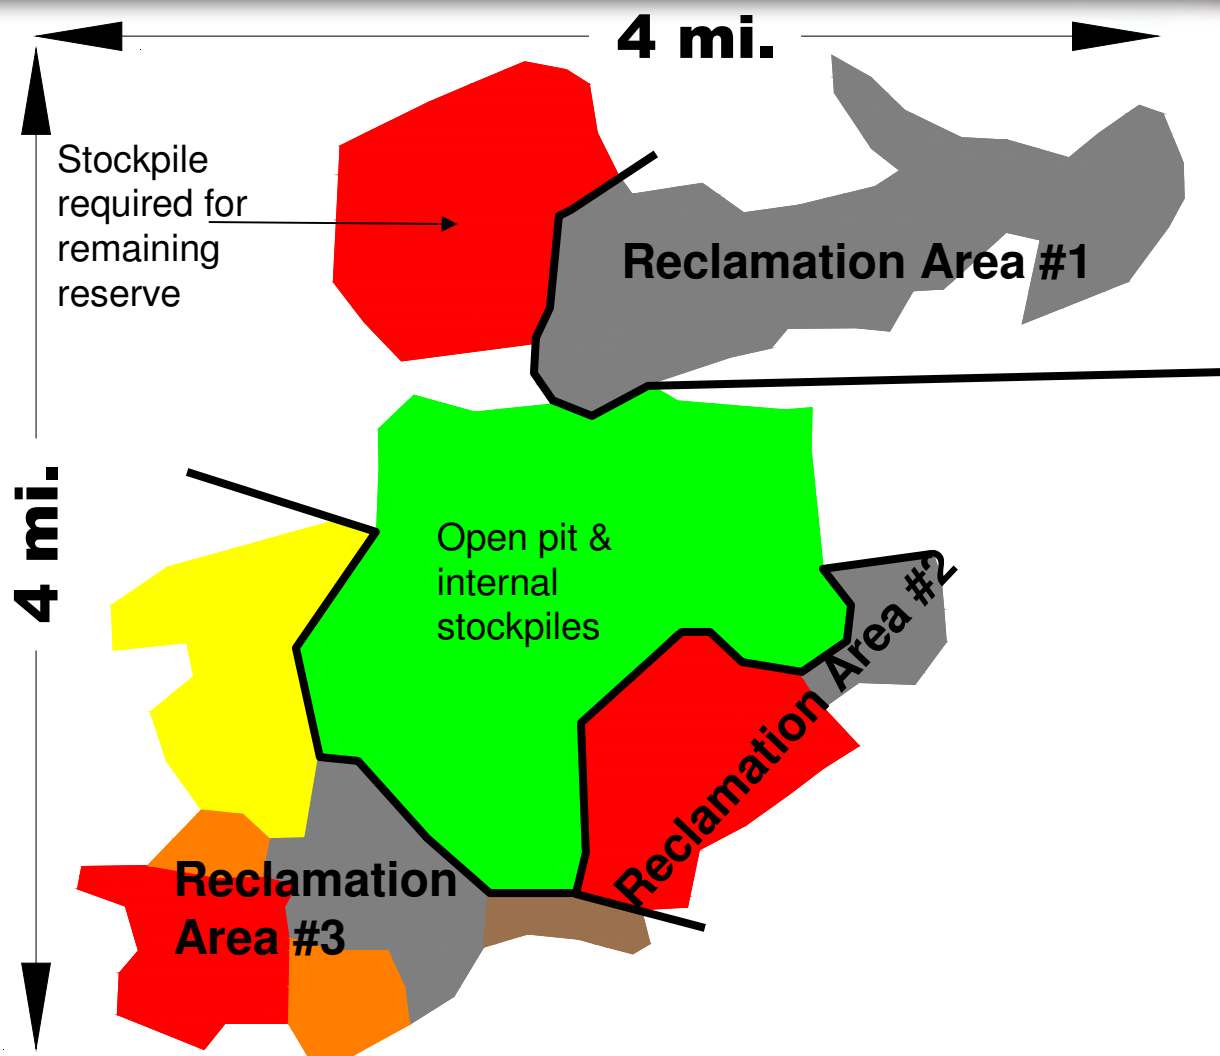 4 mi.
Stockpile
required for
remaining
reserve
Reclamation Area #1
4 mi.
Open pit &
internal
stockpiles
Reclamation Area #2
Reclamation
Area #3